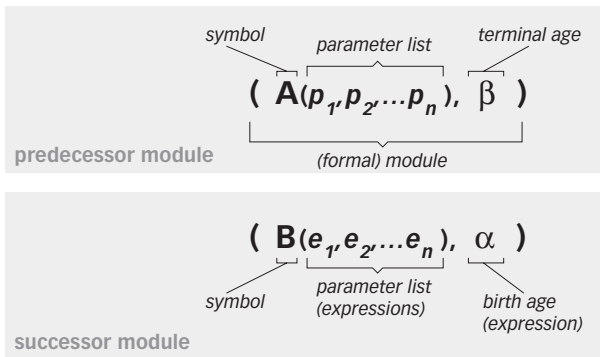 symbol parameter list terminal age
( A(p1,p2,...pn), β )
predecessor module (formal) module
( B(e1,e2,...en), α )
symbol parameter list birth age
(expressions) (expression)
successor module